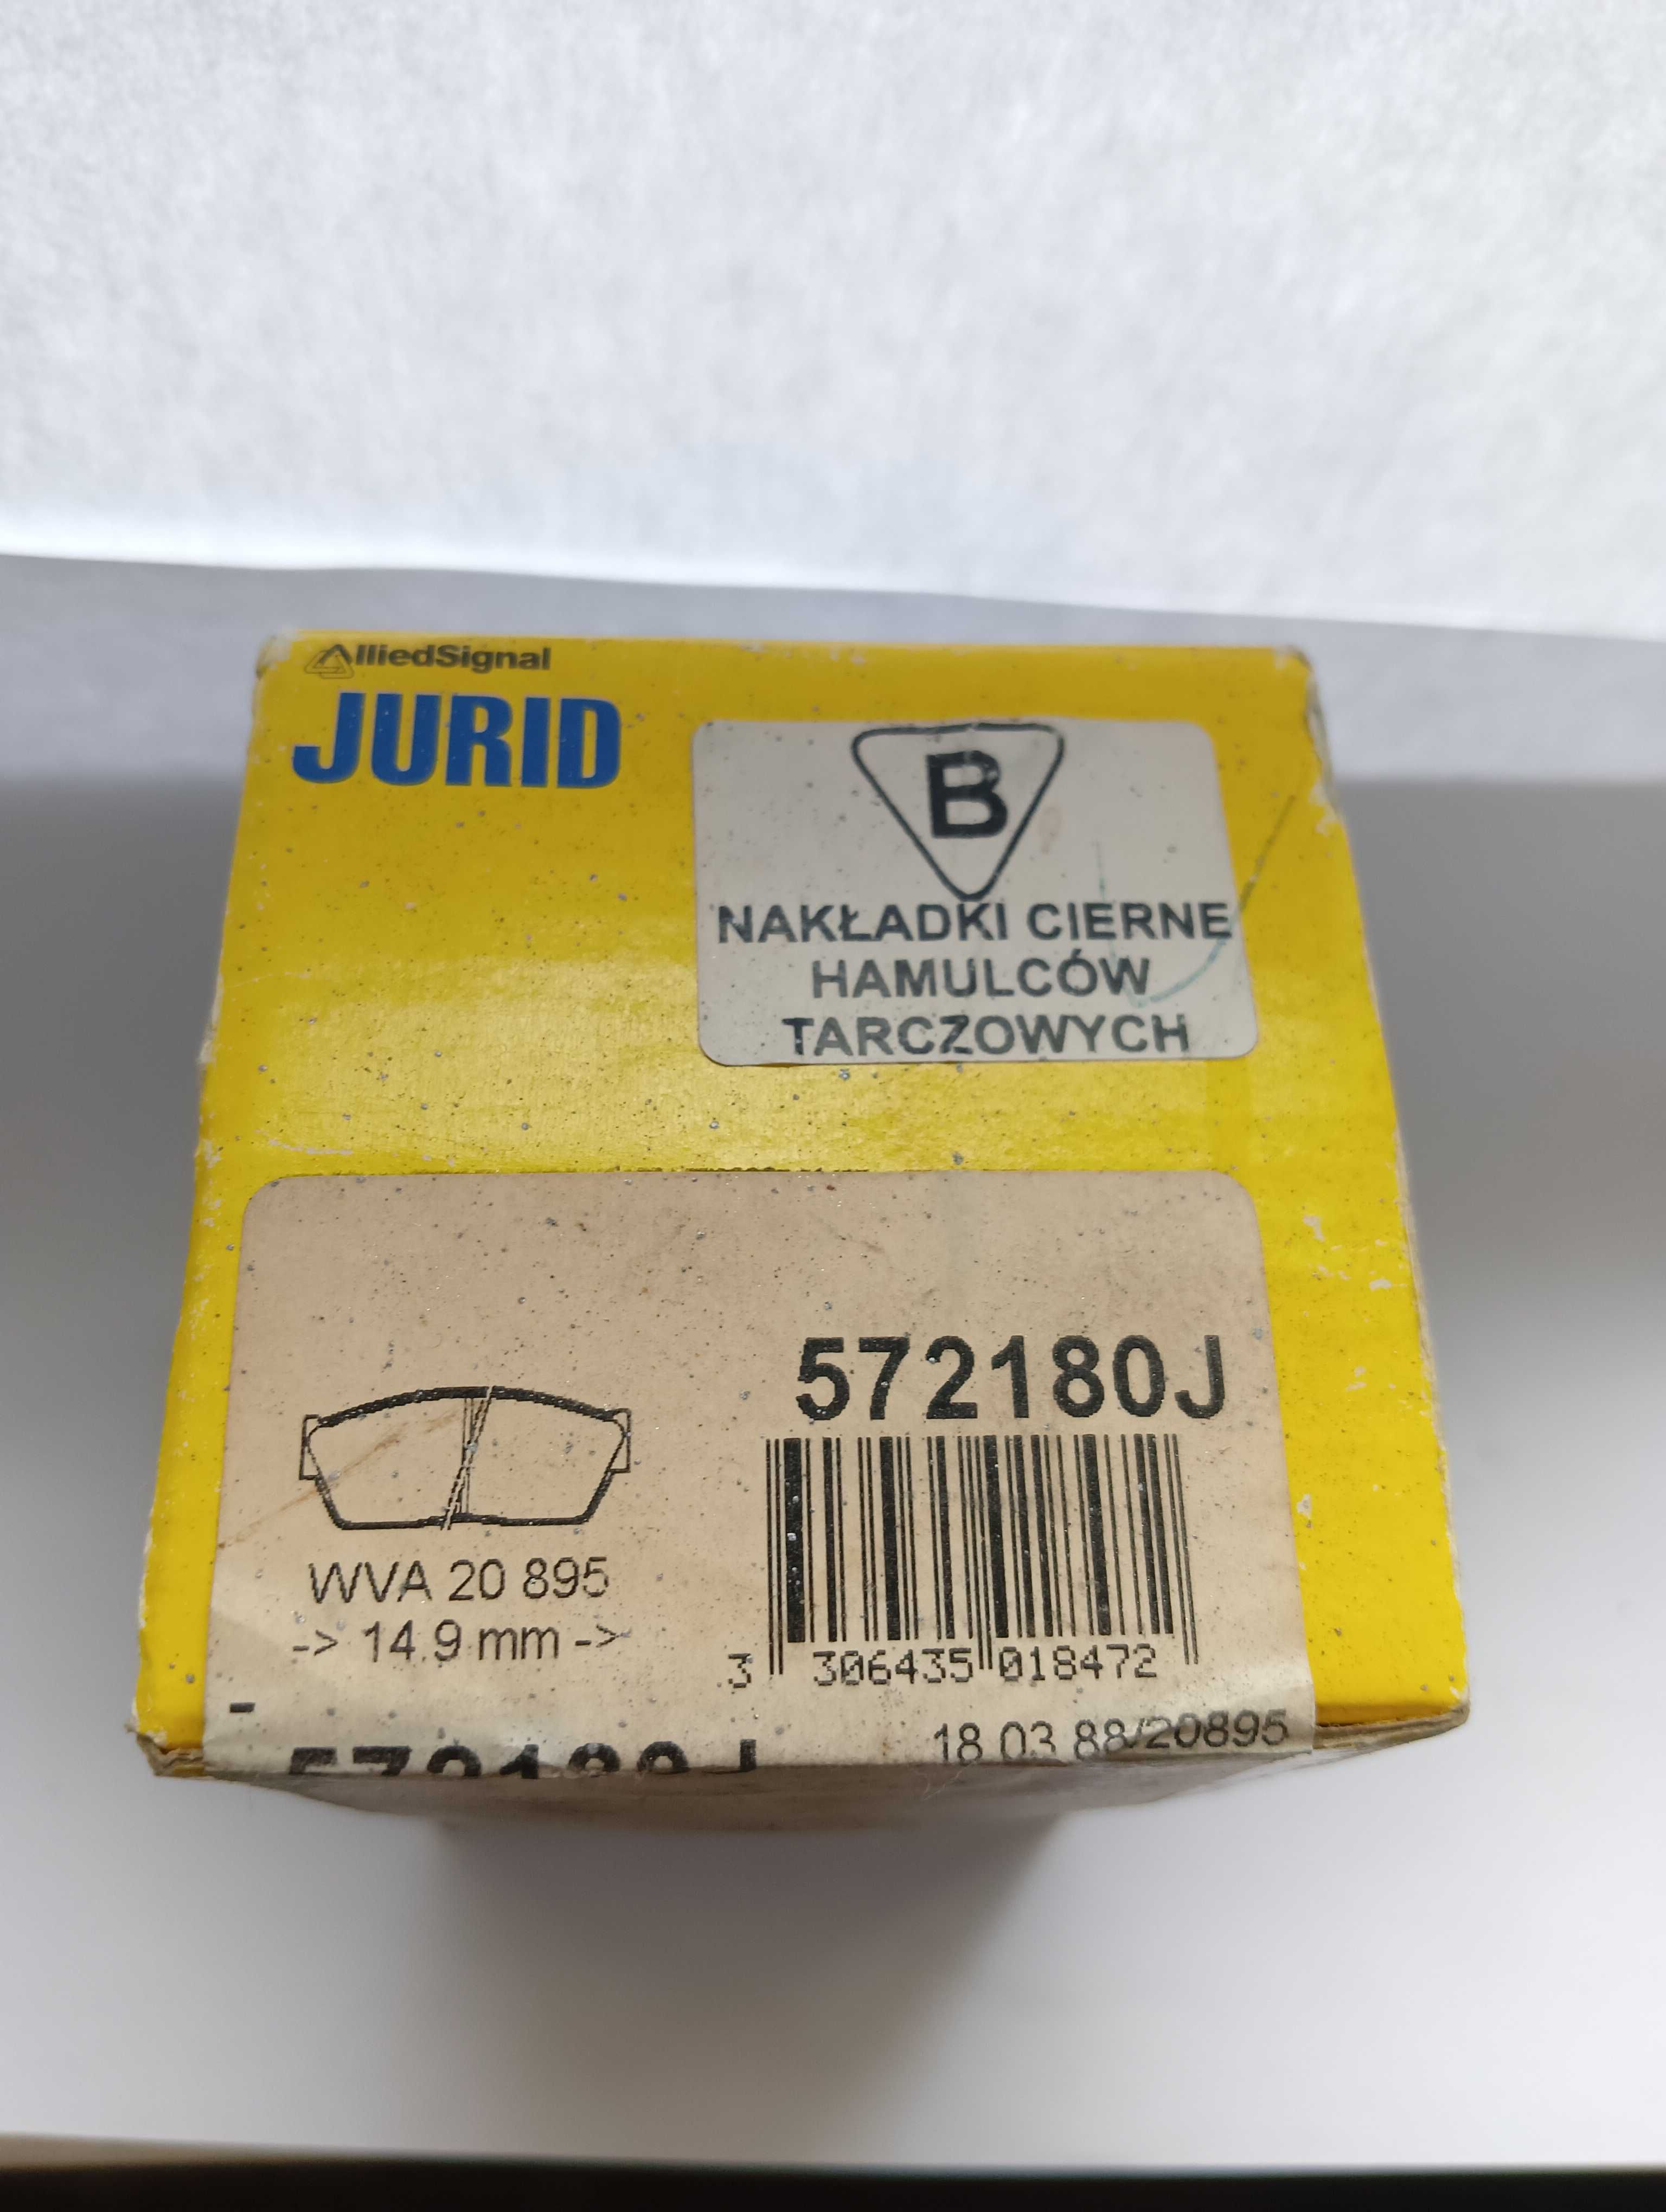 AlliedSignal
JURID
B
NAKŁADKI CIERNE
HAMULCÓW
TARCZOWYCH
572180J
WVA 20 895
-> 14.9 mm ->
3 306435 018472
-
18 03 88/20895
572180J